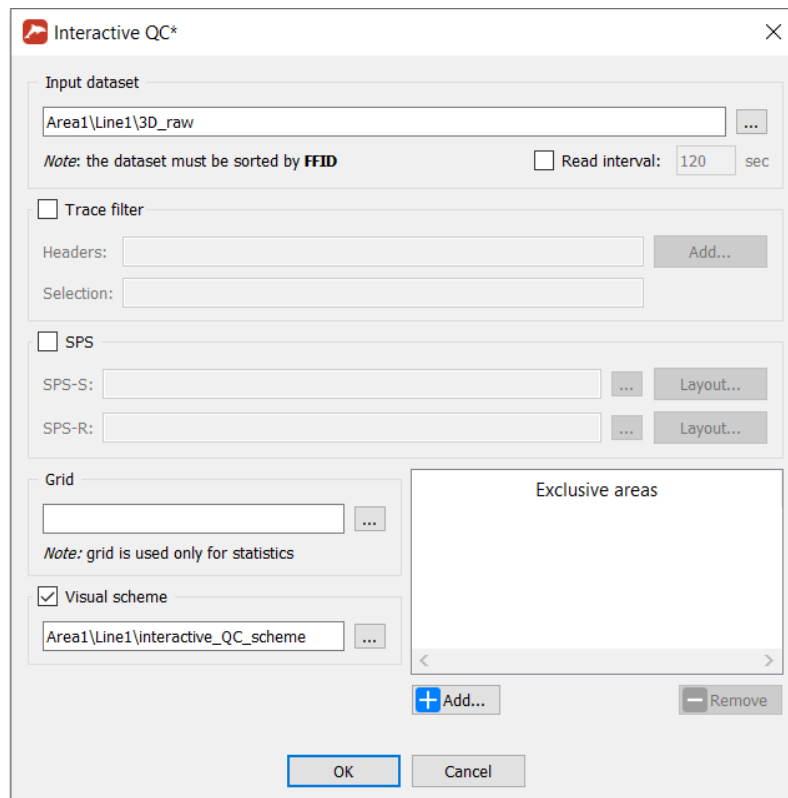 Interactive QC*
Input dataset
Area1\Line1\3D_raw
...
Note: the dataset must be sorted by FFID
Read interval:
120
sec
Trace filter
Headers:
Add...
Selection:
SPS
SPS-S:
...
Layout...
SPS-R:
...
Layout...
Grid
...
Note: grid is used only for statistics
Visual scheme
Area1\Line1\interactive_QC_scheme
...
Exclusive areas
Add...
Remove
OK
Cancel